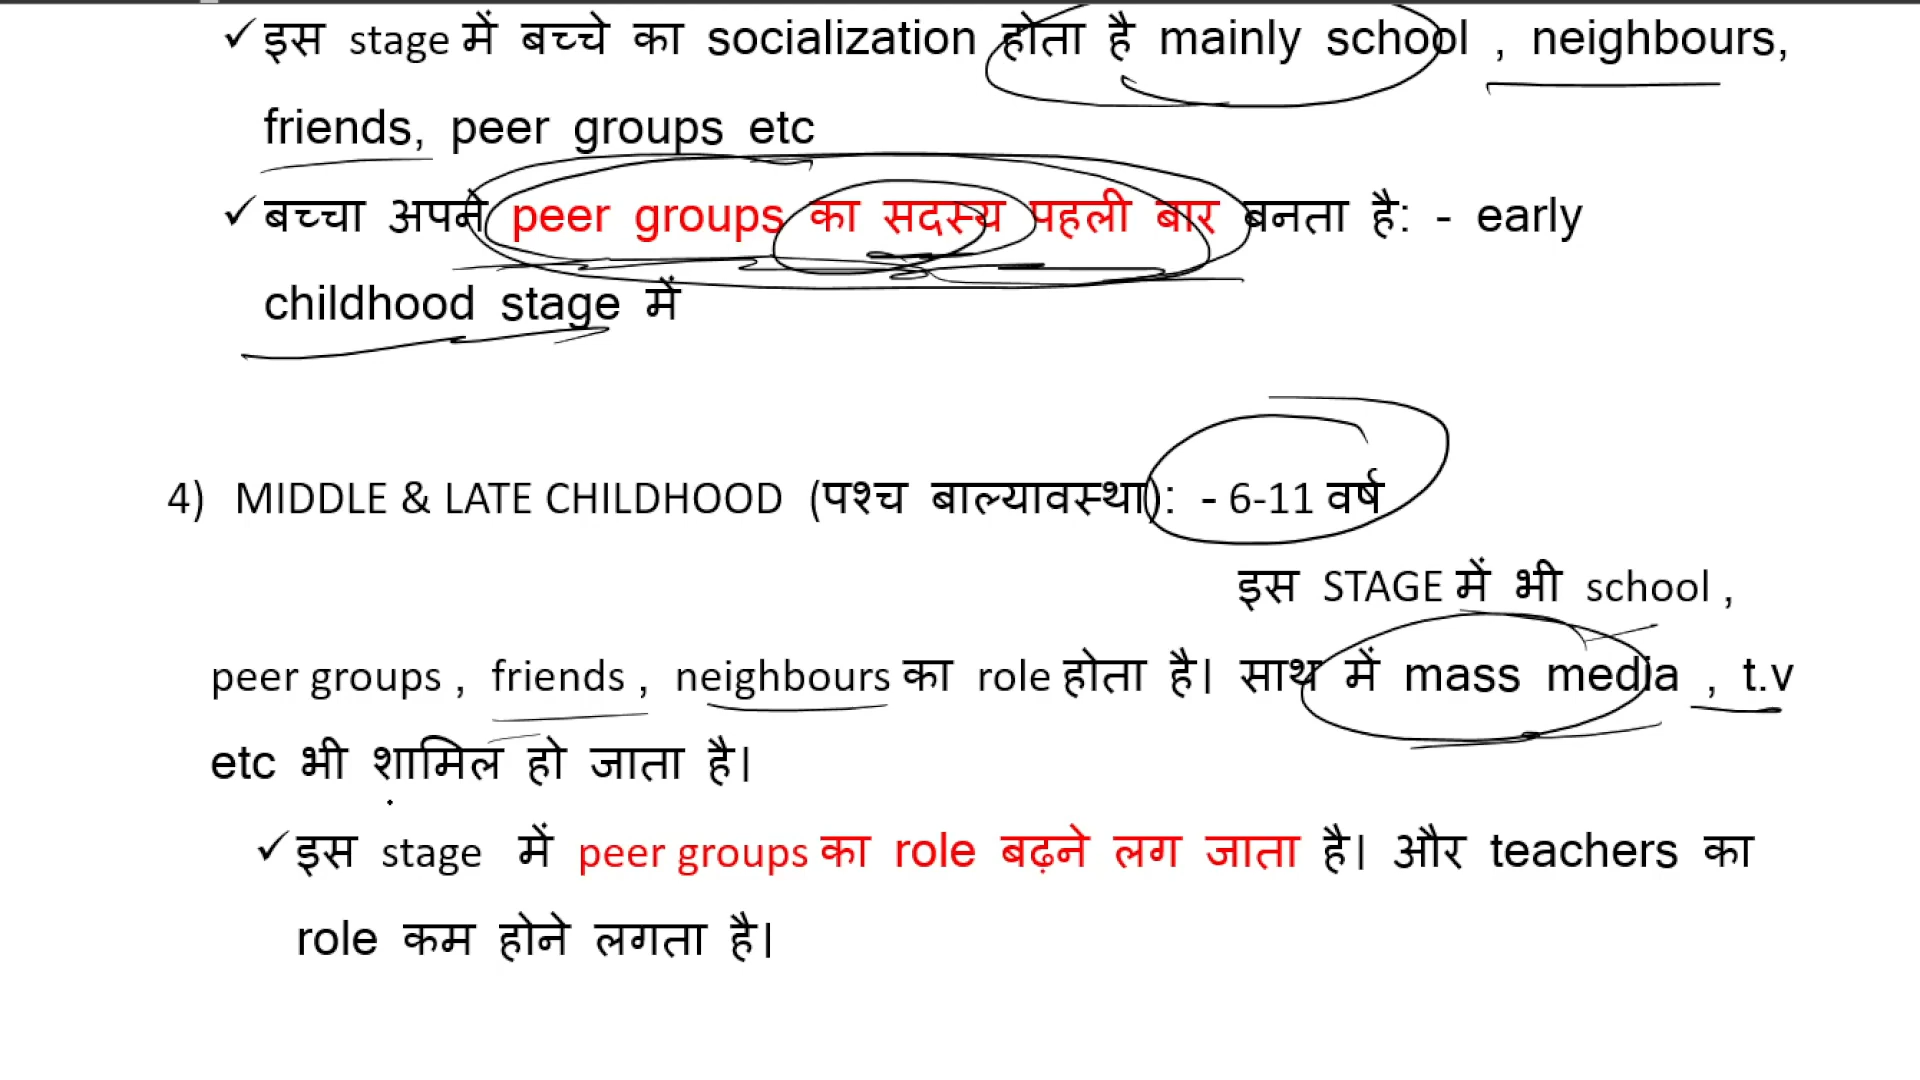 ✓ इस stage में बच्चे का socialization होता है mainly school , neighbours,
friends, peer groups etc
✓ बच्चा अपने peer groups का सदस्य पहली बार बनता है: - early
childhood stage में
4) MIDDLE & LATE CHILDHOOD (पश्च बाल्यावस्था): - 6-11 वर्ष
इस STAGE में भी school ,
peer groups , friends , neighbours का role होता है। साथ में mass media , t.v
etc भी शामिल हो जाता है।
✓ इस stage में peer groups का role बढ़ने लग जाता है। और teachers का
role कम होने लगता है।